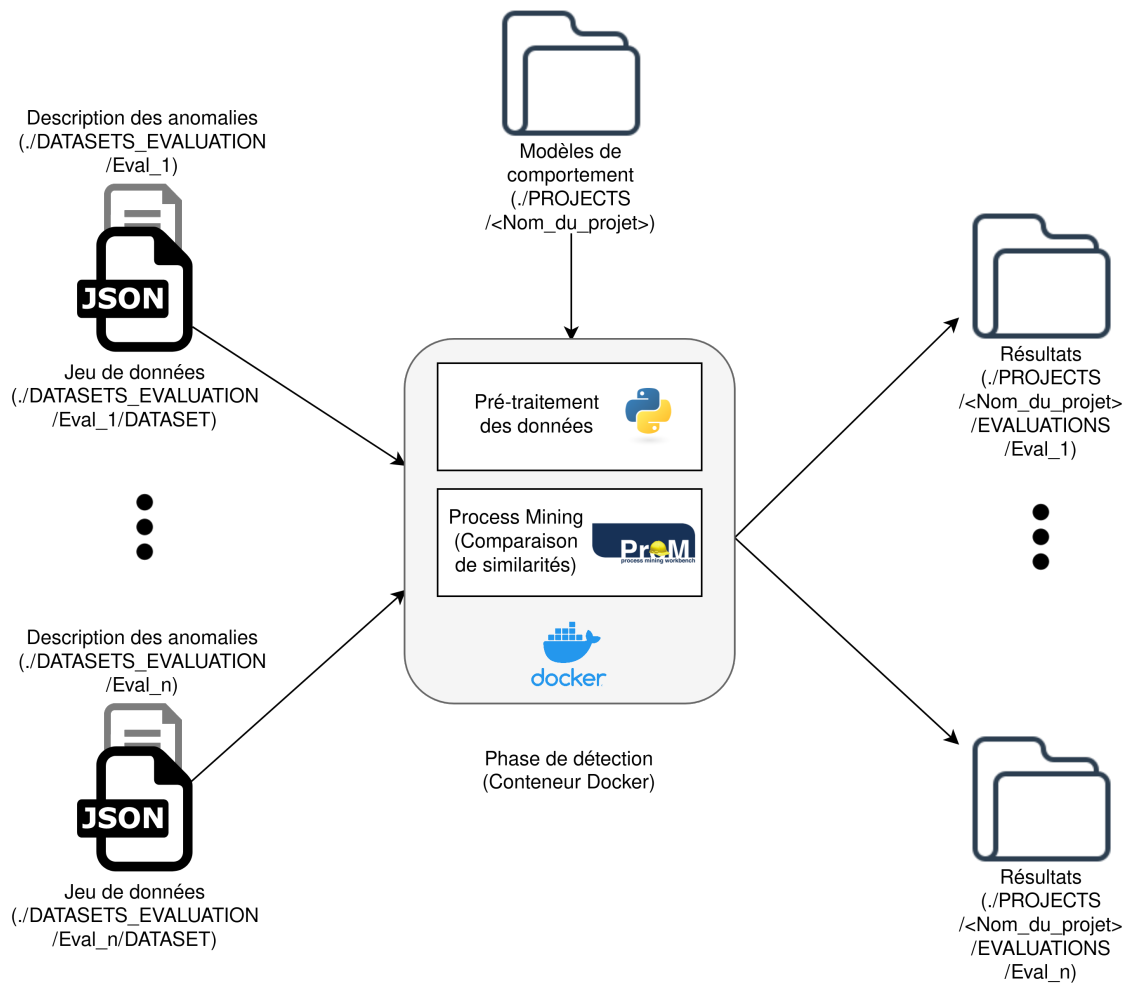 Description des anomalies
(./DATASETS_EVALUATION
/Eval_1)
JSON
Jeu de données
(./DATASETS_EVALUATION
/Eval_1/DATASET)
Description des anomalies
(./DATASETS_EVALUATION
/Eval_n)
JSON
Jeu de données
(./DATASETS_EVALUATION
/Eval_n/DATASET)
Modèles de
comportement
(./PROJECTS
/<Nom_du_projet>)
Pré-traitement
des données
Process Mining
(Comparaison
de similarités)
ProM
process mining workbench
docker
Phase de détection
(Conteneur Docker)
Résultats
(./PROJECTS
/<Nom_du_projet>
/EVALUATIONS
/Eval_1)
Résultats
(./PROJECTS
/<Nom_du_projet>
/EVALUATIONS
/Eval_n)